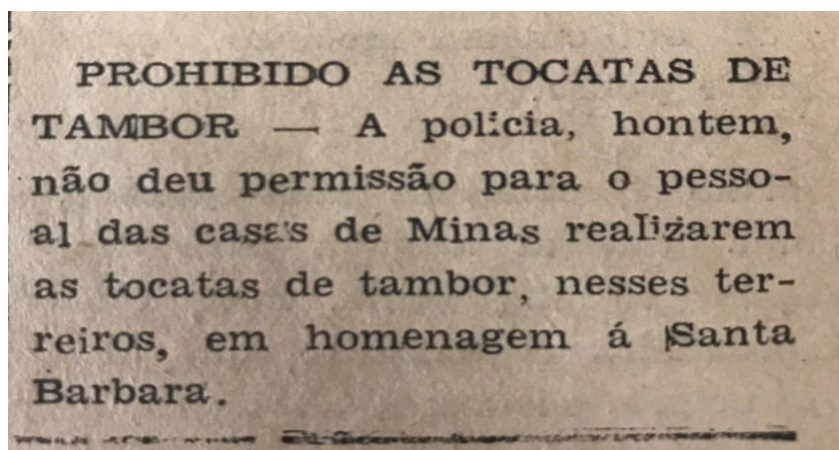 PROHIBIDO AS TOCATAS DE
TAMBOR — A polícia, hontem,
não deu permissão para o pesso-
al das casas de Minas realizarem
as tocatas de tambor, nesses ter-
reiros, em homenagem á Santa
Barbara.